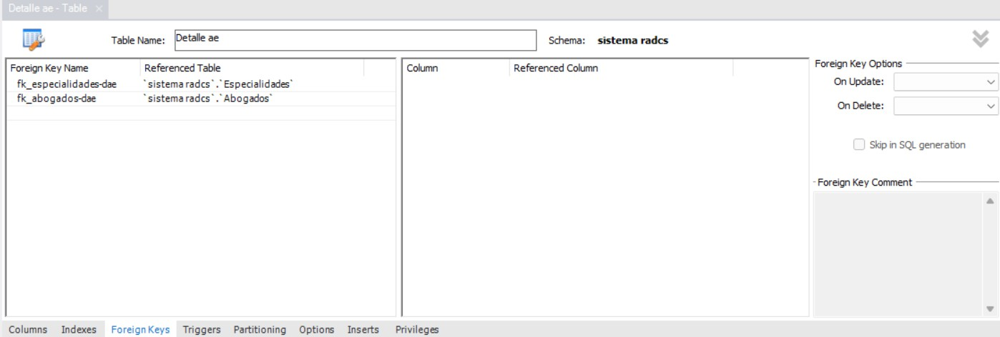 Detalle ae - Table ×
Table Name: Detalle ae Schema: sistema radcs
Foreign Key Name Referenced Table
fk_especialidades-dae `sistema radcs`.`Especialidades`
fk_abogados-dae `sistema radcs`.`Abogados`
Column Referenced Column
Foreign Key Options
On Update:
On Delete:
Skip in SQL generation
Foreign Key Comment
Columns Indexes Foreign Keys Triggers Partitioning Options Inserts Privileges